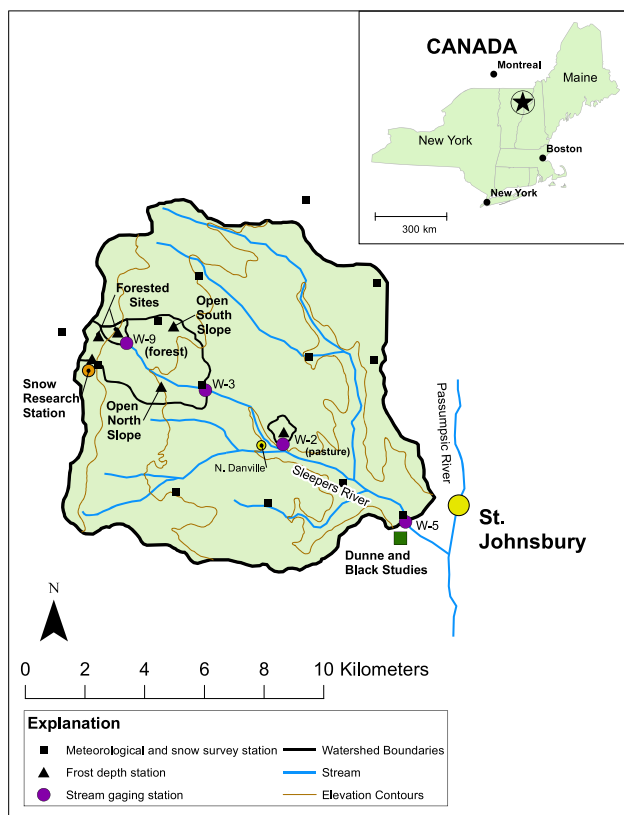 CANADA
Montreal
Maine
New York
Boston
New York
300 km
Forested
Sites
Open
South
Slope
W-9
(forest)
Snow
Research
Station
W-3
Open
North
Slope
W-2
(pasture)
N. Danville
Sleepers River
Passumpsic River
W-5
St.
Johnsbury
Dunne and
Black Studies
N
0 2 4 6 8 10 Kilometers
Explanation
Meteorological and snow survey station
Watershed Boundaries
Frost depth station
Stream
Stream gaging station
Elevation Contours